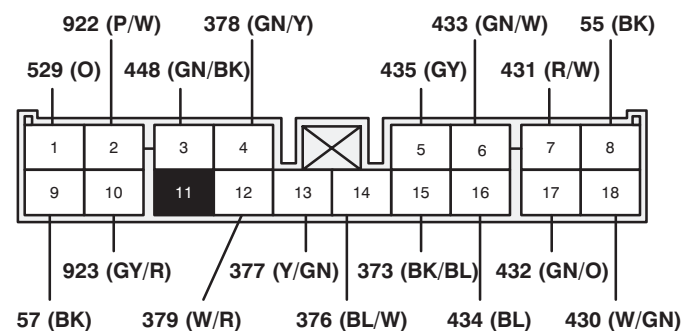 922 (P/W) 378 (GN/Y) 433 (GN/W) 55 (BK)
529 (O) 448 (GN/BK) 435 (GY) 431 (R/W)
1 2 3 4 5 6 7 8
9 10 11 12 13 14 15 16 17 18
923 (GY/R) 377 (Y/GN) 373 (BK/BL) 432 (GN/O)
57 (BK) 379 (W/R) 376 (BL/W) 434 (BL) 430 (W/GN)